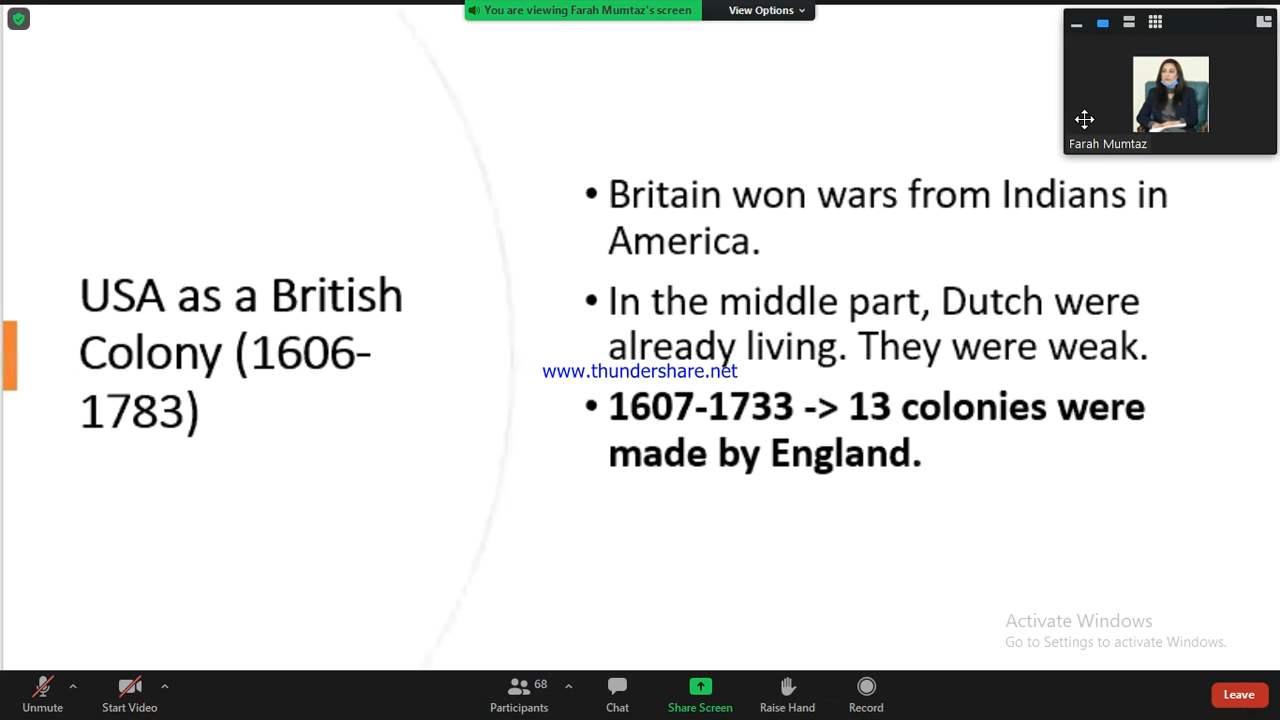 You are viewing Farah Mumtaz's screen
View Options
Farah Mumtaz
USA as a British
Colony (1606-
1783)
• Britain won wars from Indians in
America.
• In the middle part, Dutch were
already living. They were weak.
www.thundershare.net
• 1607-1733 -> 13 colonies were
made by England.
Activate Windows
Go to Settings to activate Windows.
Unmute
Start Video
68
Participants
Chat
Share Screen
Raise Hand
Record
Leave